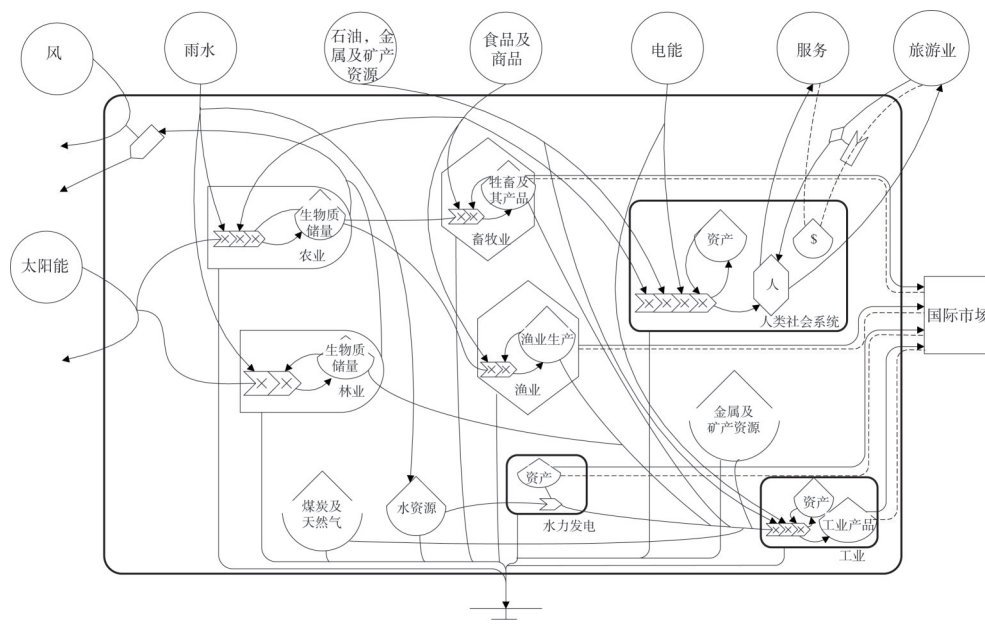 风
雨水
石油，金
属及矿产
资源
食品及
商品
电能
服务
旅游业
太阳能
生物质
储量
农业
牲畜及
其产品
畜牧业
资产
$
人
人类社会系统
国际市场
生物质
储量
林业
渔业生产
渔业
金属及
矿产资源
煤炭及
天然气
水资源
资产
水力发电
资产
工业产品
工业